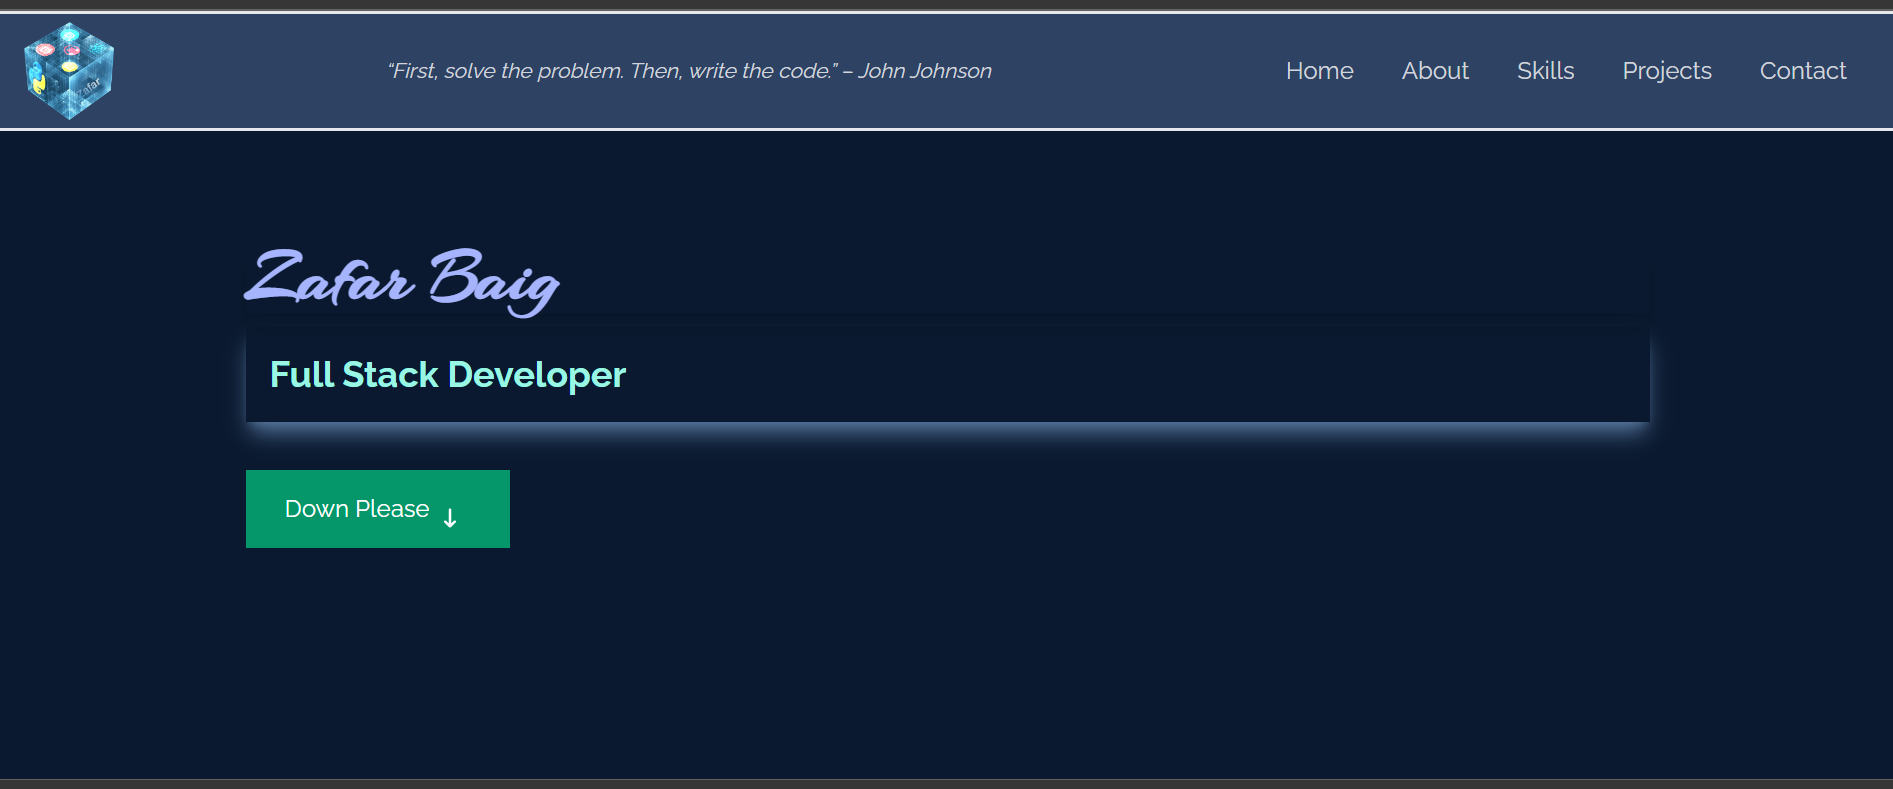 Zafar
“First, solve the problem. Then, write the code.” – John Johnson
Home About Skills Projects Contact
Zafar Baig
Full Stack Developer
Down Please ↓